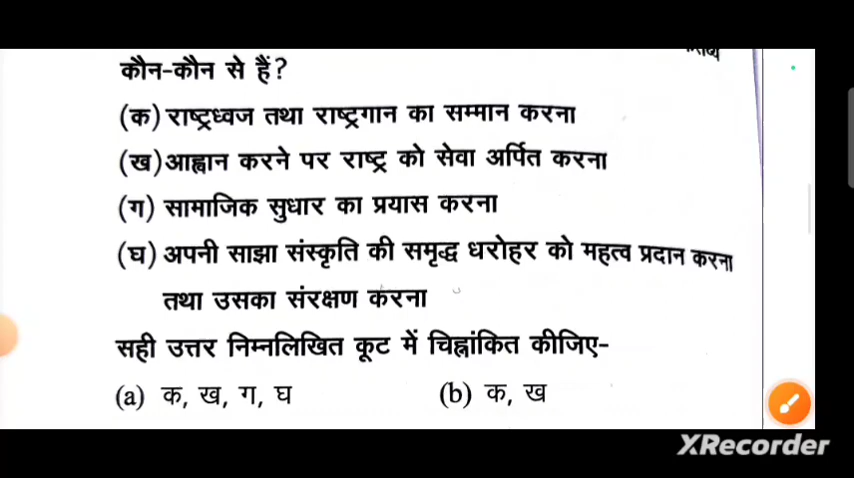 कौन-कौन से हैं?
(क) राष्ट्रध्वज तथा राष्ट्रगान का सम्मान करना
(ख) आह्वान करने पर राष्ट्र को सेवा अर्पित करना
(ग) सामाजिक सुधार का प्रयास करना
(घ) अपनी साझा संस्कृति की समृद्ध धरोहर को महत्व प्रदान करना
तथा उसका संरक्षण करना
सही उत्तर निम्नलिखित कूट में चिह्नांकित कीजिए-
(a) क, ख, ग, घ (b) क, ख
XRecorder